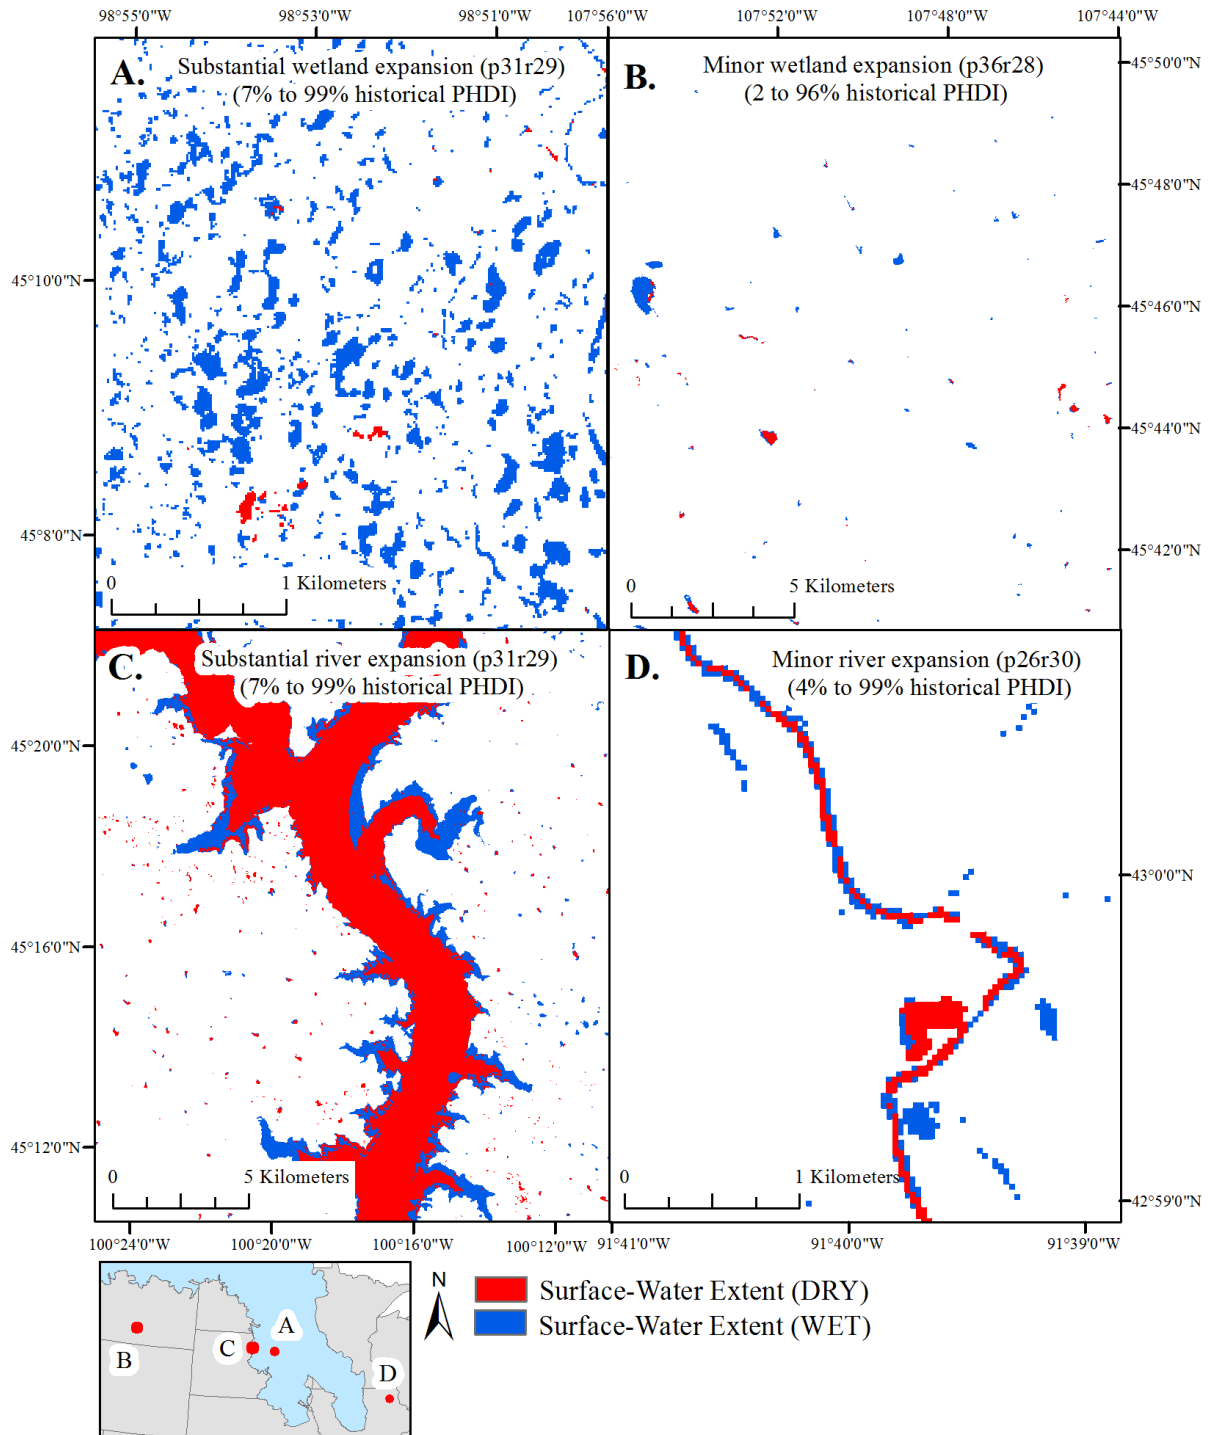 98°55'0"W 98°53'0"W 98°51'0"W 107°56'0"W 107°52'0"W 107°48'0"W 107°44'0"W
A. Substantial wetland expansion (p31r29)
(7% to 99% historical PHDI)
B. Minor wetland expansion (p36r28)
(2 to 96% historical PHDI)
45°50'0"N
45°48'0"N
45°10'0"N
45°46'0"N
45°44'0"N
45°8'0"N
45°42'0"N
0 1 Kilometers
0 5 Kilometers
C. Substantial river expansion (p31r29)
(7% to 99% historical PHDI)
D. Minor river expansion (p26r30)
(4% to 99% historical PHDI)
45°20'0"N
43°0'0"N
45°16'0"N
45°12'0"N
42°59'0"N
0 5 Kilometers
0 1 Kilometers
100°24'0"W 100°20'0"W 100°16'0"W 100°12'0"W 91°41'0"W 91°40'0"W 91°39'0"W
N
Surface-Water Extent (DRY)
Surface-Water Extent (WET)
A
C
B
D